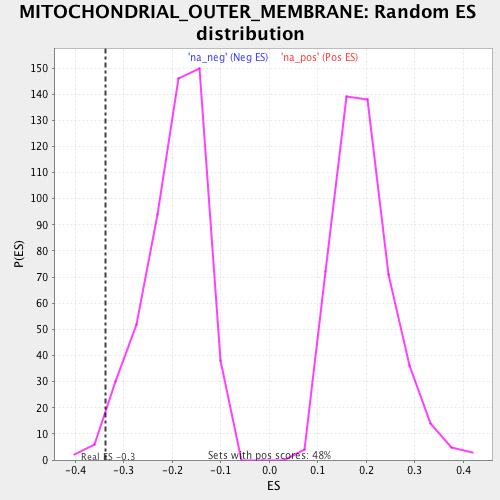 MITOCHONDRIAL_OUTER_MEMBRANE: Random ES
distribution
'na_neg' (Neg ES) 'na_pos' (Pos ES)
150
140
130
120
110
100
90
80
70
60
50
40
30
20
10
0
P(ES)
Real ES -0.3
Sets with pos scores: 48%
-0.4 -0.3 -0.2 -0.1 0.0 0.1 0.2 0.3 0.4
ES